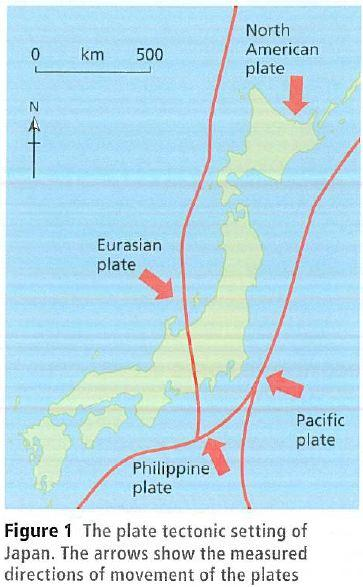 North
American
plate
0 km 500
N
Eurasian
plate
Pacific
plate
Philippine
plate
Figure 1 The plate tectonic setting of
Japan. The arrows show the measured
directions of movement of the plates